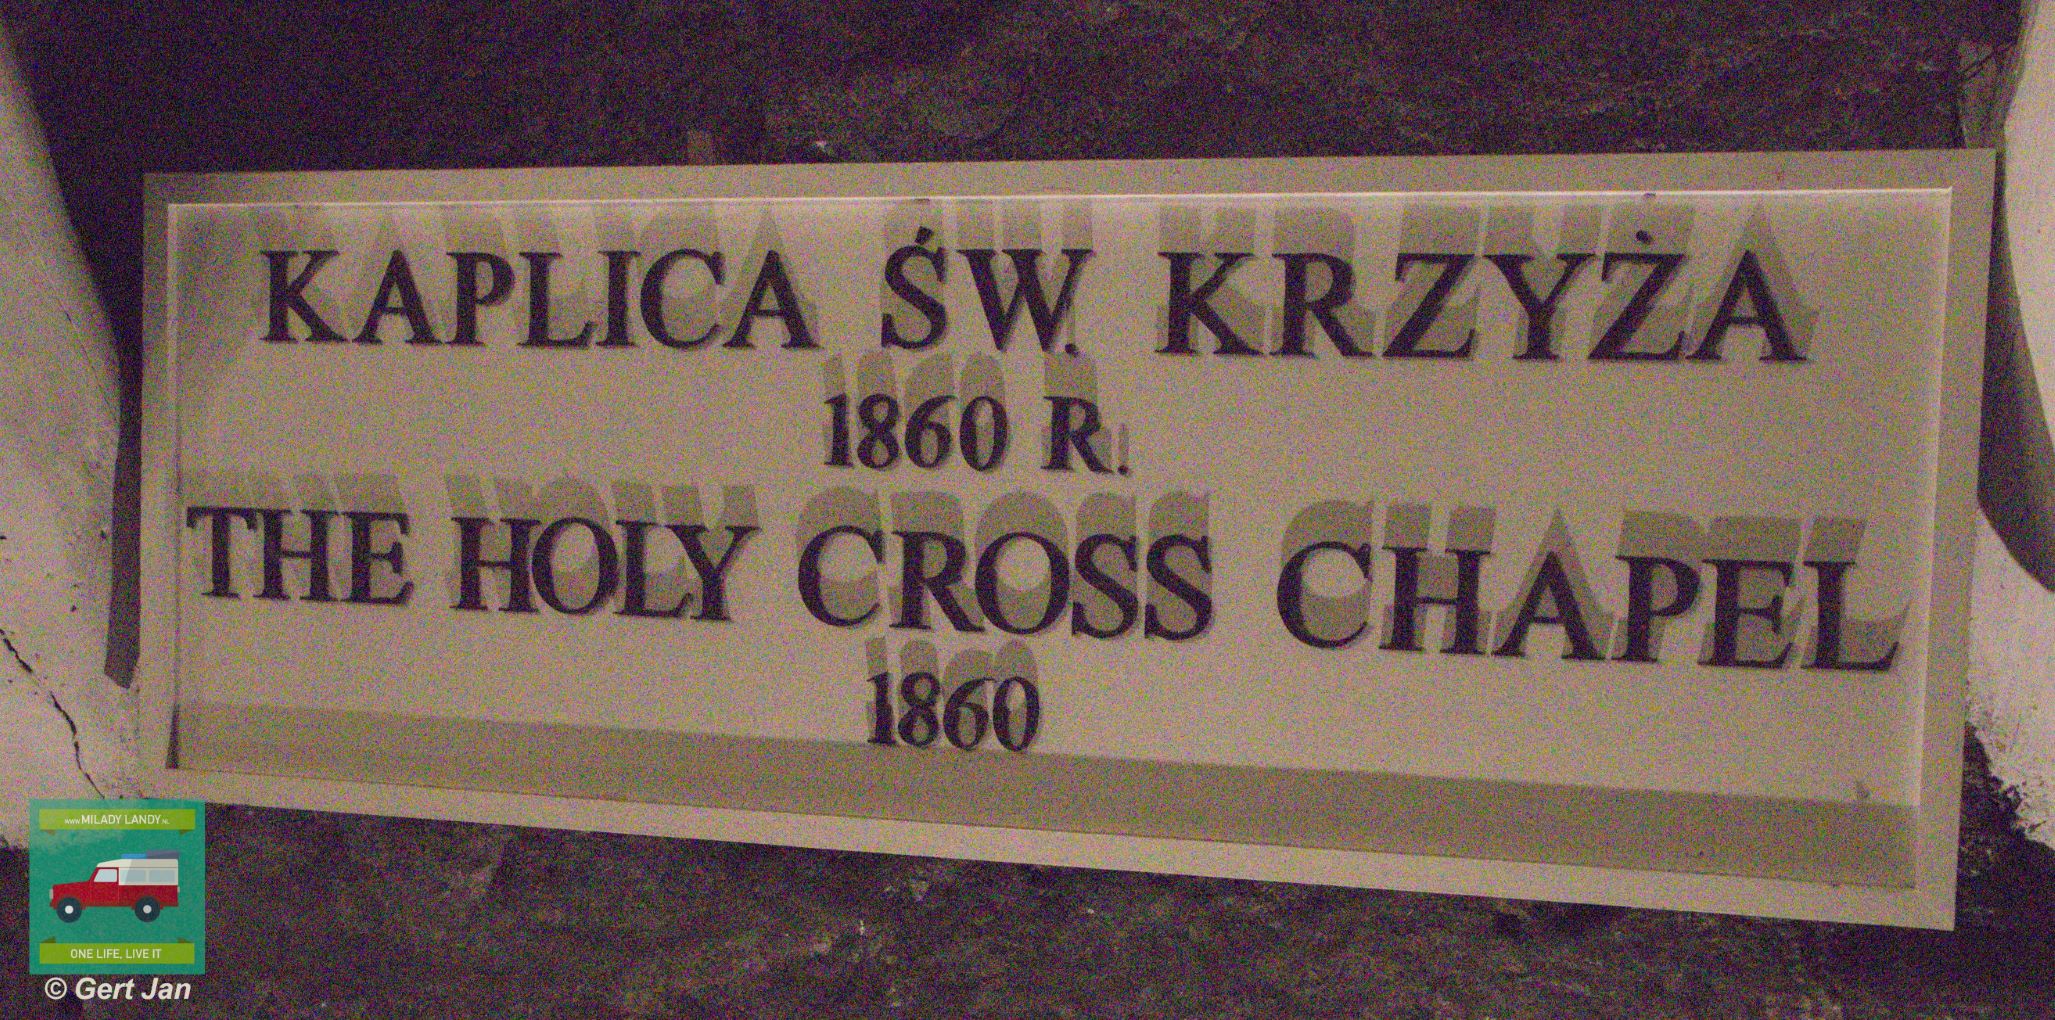 KAPLICA ŚW. KRZYŻA
1860 R.
THE HOLY CROSS CHAPEL
1860
WWW.MILADY LANDY.NL
ONE LIFE, LIVE IT
© Gert Jan